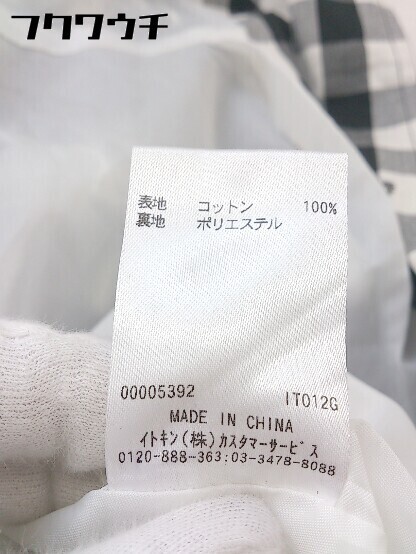 フクワウチ
表地 コットン 100%
裏地 ポリエステル
00005392 IT012G
MADE IN CHINA
イトキン(株)カスタマーサービス
0120-888-363:03-3478-8088